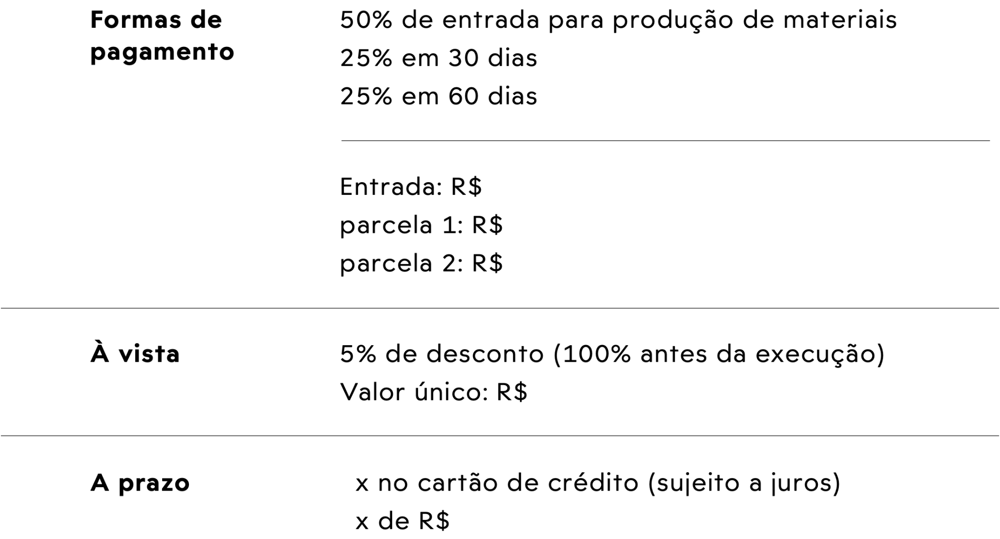 Formas de
pagamento
50% de entrada para produção de materiais
25% em 30 dias
25% em 60 dias
Entrada: R$
parcela 1: R$
parcela 2: R$
À vista
5% de desconto (100% antes da execução)
Valor único: R$
A prazo
x no cartão de crédito (sujeito a juros)
x de R$